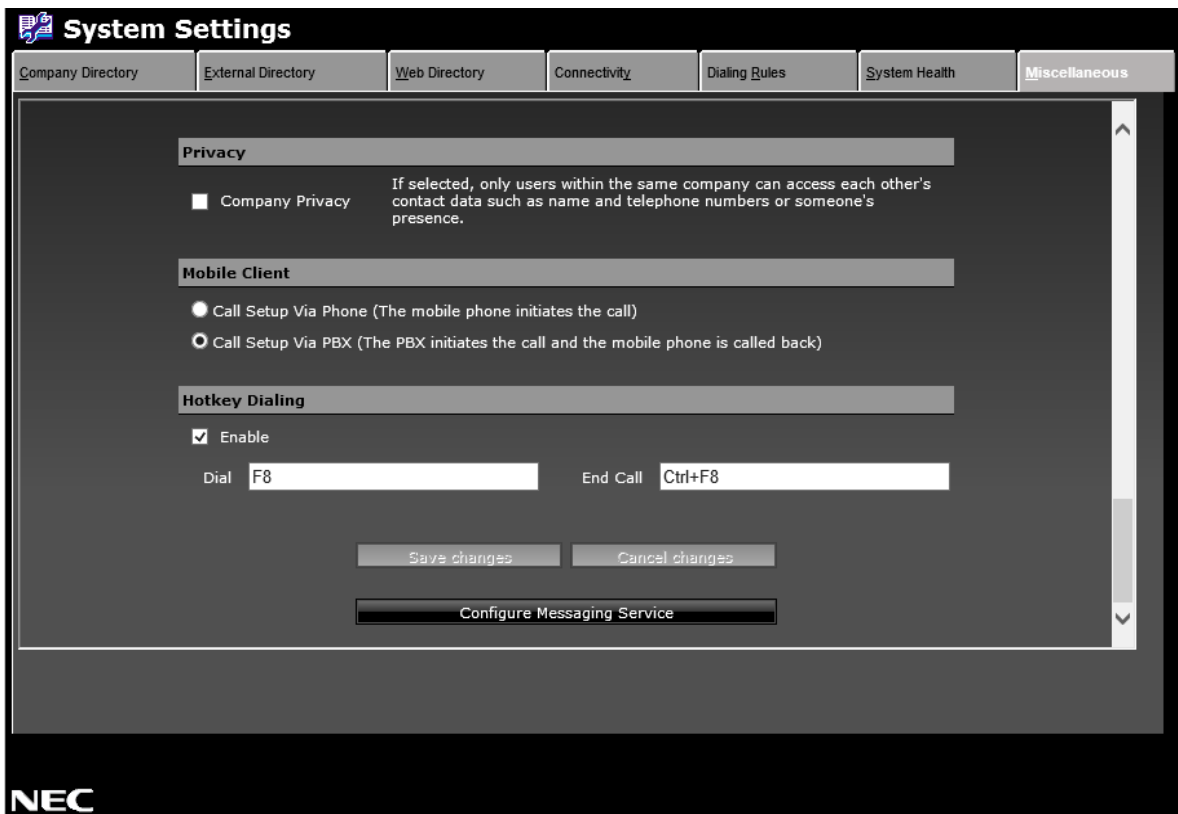 System Settings
Company Directory External Directory Web Directory Connectivity Dialing Rules System Health Miscellaneous
Privacy
Company Privacy
If selected, only users within the same company can access each other's
contact data such as name and telephone numbers or someone's
presence.
Mobile Client
Call Setup Via Phone (The mobile phone initiates the call)
Call Setup Via PBX (The PBX initiates the call and the mobile phone is called back)
Hotkey Dialing
Enable
Dial F8 End Call Ctrl+F8
Save changes Cancel changes
Configure Messaging Service
NEC